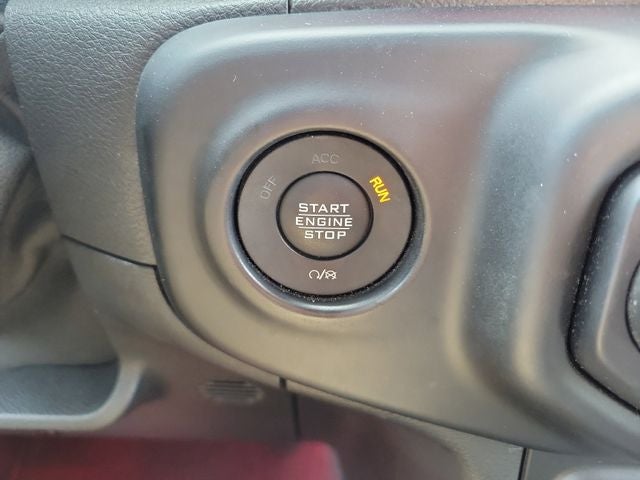 OFF
ACC
RUN
START
ENGINE
STOP